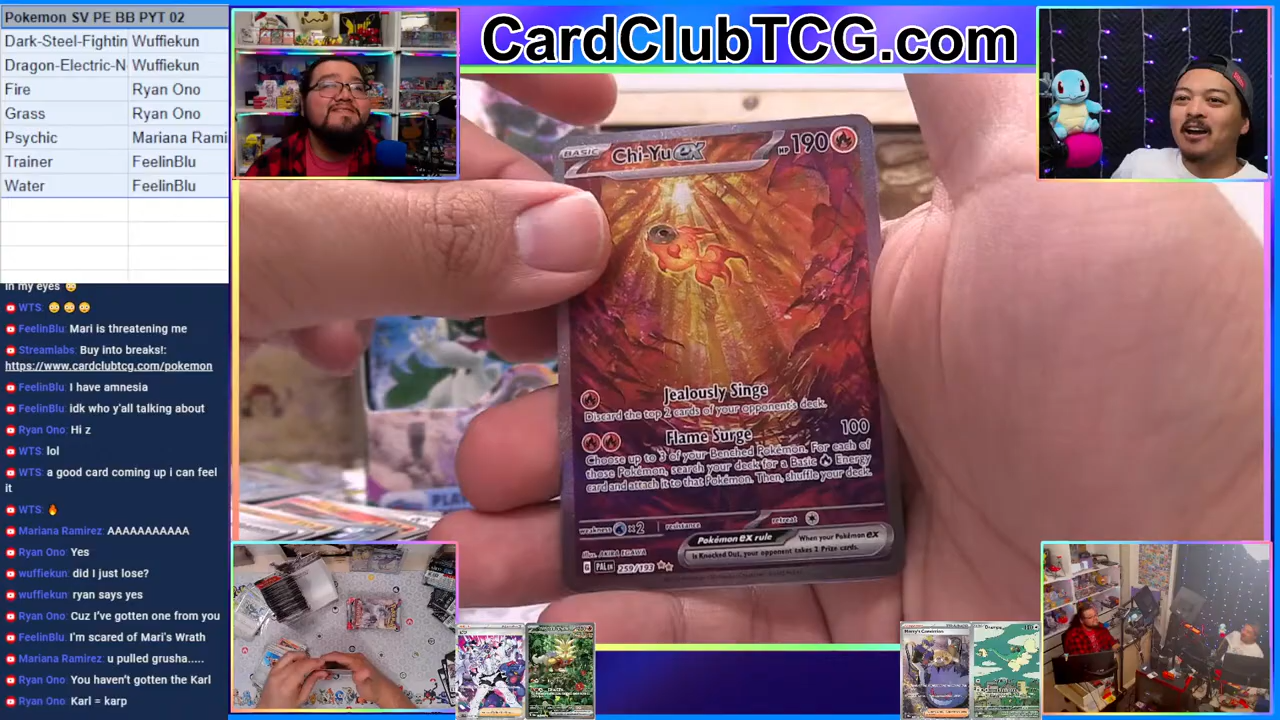 Pokemon SV PE BB PYT 02
Dark-Steel-Fightin Wuffiekun
Dragon-Electric-N Wuffiekun
Fire Ryan Ono
Grass Ryan Ono
Psychic Mariana Rami
Trainer FeelinBlu
Water FeelinBlu
CardClubTCG.com
in my eyes
WTS:
FeelinBlu: Mari is threatening me
Streamlabs: Buy into breaks!:
https://www.cardclubtcg.com/pokemon
FeelinBlu: I have amnesia
FeelinBlu: idk who y'all talking about
Ryan Ono: Hi z
WTS: lol
WTS: a good card coming up i can feel
it
WTS:
Mariana Ramirez: AAAAAAAAAAA
Ryan Ono: Yes
wuffiekun: did I just lose?
wuffiekun: ryan says yes
Ryan Ono: Cuz I've gotten one from you
FeelinBlu: I'm scared of Mari's Wrath
Mariana Ramirez: u pulled grusha.....
Ryan Ono: You haven't gotten the Karl
Ryan Ono: Karl = karp
BASIC Chi-Yu ex HP 190
Jealously Singe
Discard the top 2 cards of your opponent's deck.
Flame Surge 100
Choose up to 3 of your Benched Pokémon. For each of
those Pokémon, search your deck for a Basic Energy
card and attach it to that Pokémon. Then, shuffle your deck.
weakness x2 resistance retreat
Pokémon ex rule When your Pokémon ex
is Knocked Out, your opponent takes 2 Prize cards.
illus. AKIRA EGAWA
G PAL EN 259/193